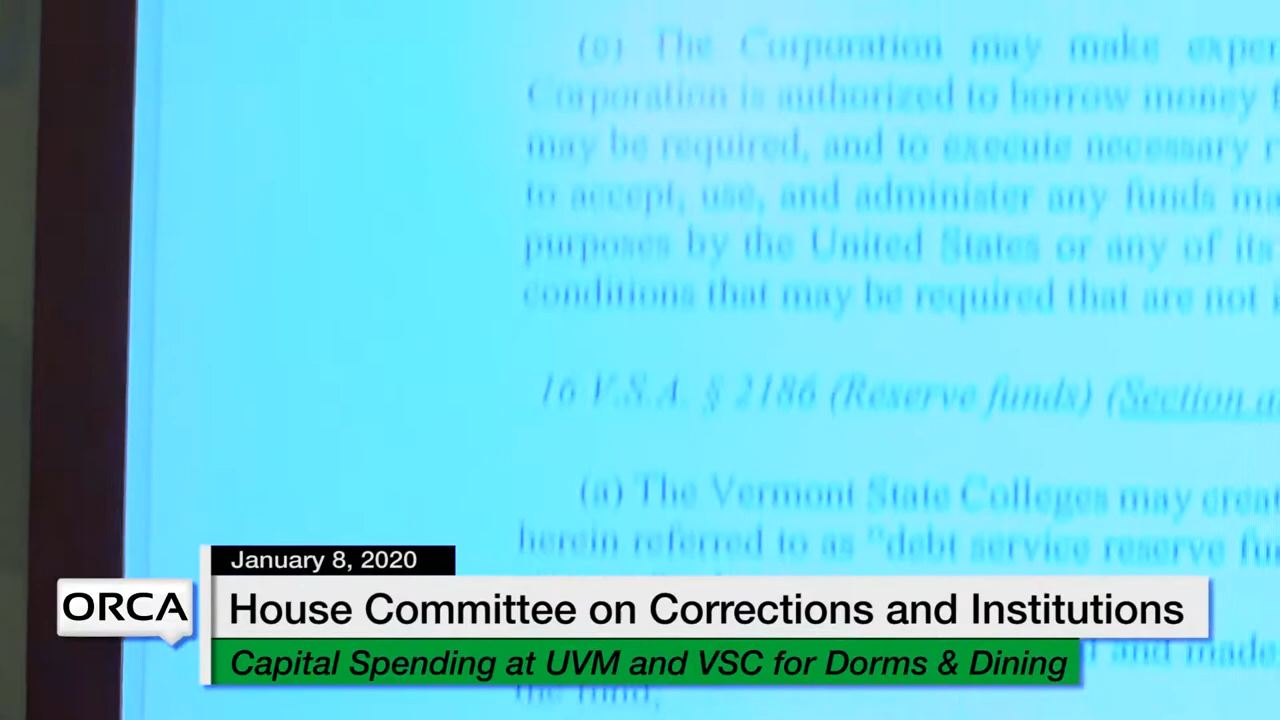 (e) The Corporation may make
Corporation is authorized to borrow money
may be required, and to execute necessary
to accept, use, and administer any funds
purposes by the United States or any of its
conditions that may be required that are not
16 V.S.A. § 2186 (Reserve funds) (Section
(a) The Vermont State Colleges may
herein referred to as "debt service reserve
and made
the fund;
January 8, 2020
ORCA
House Committee on Corrections and Institutions
Capital Spending at UVM and VSC for Dorms & Dining